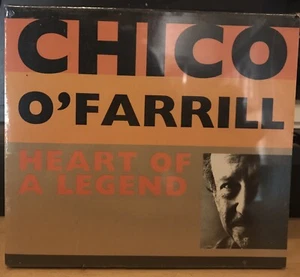 CHICO
O'FARRILL
HEART OF
A LEGEND